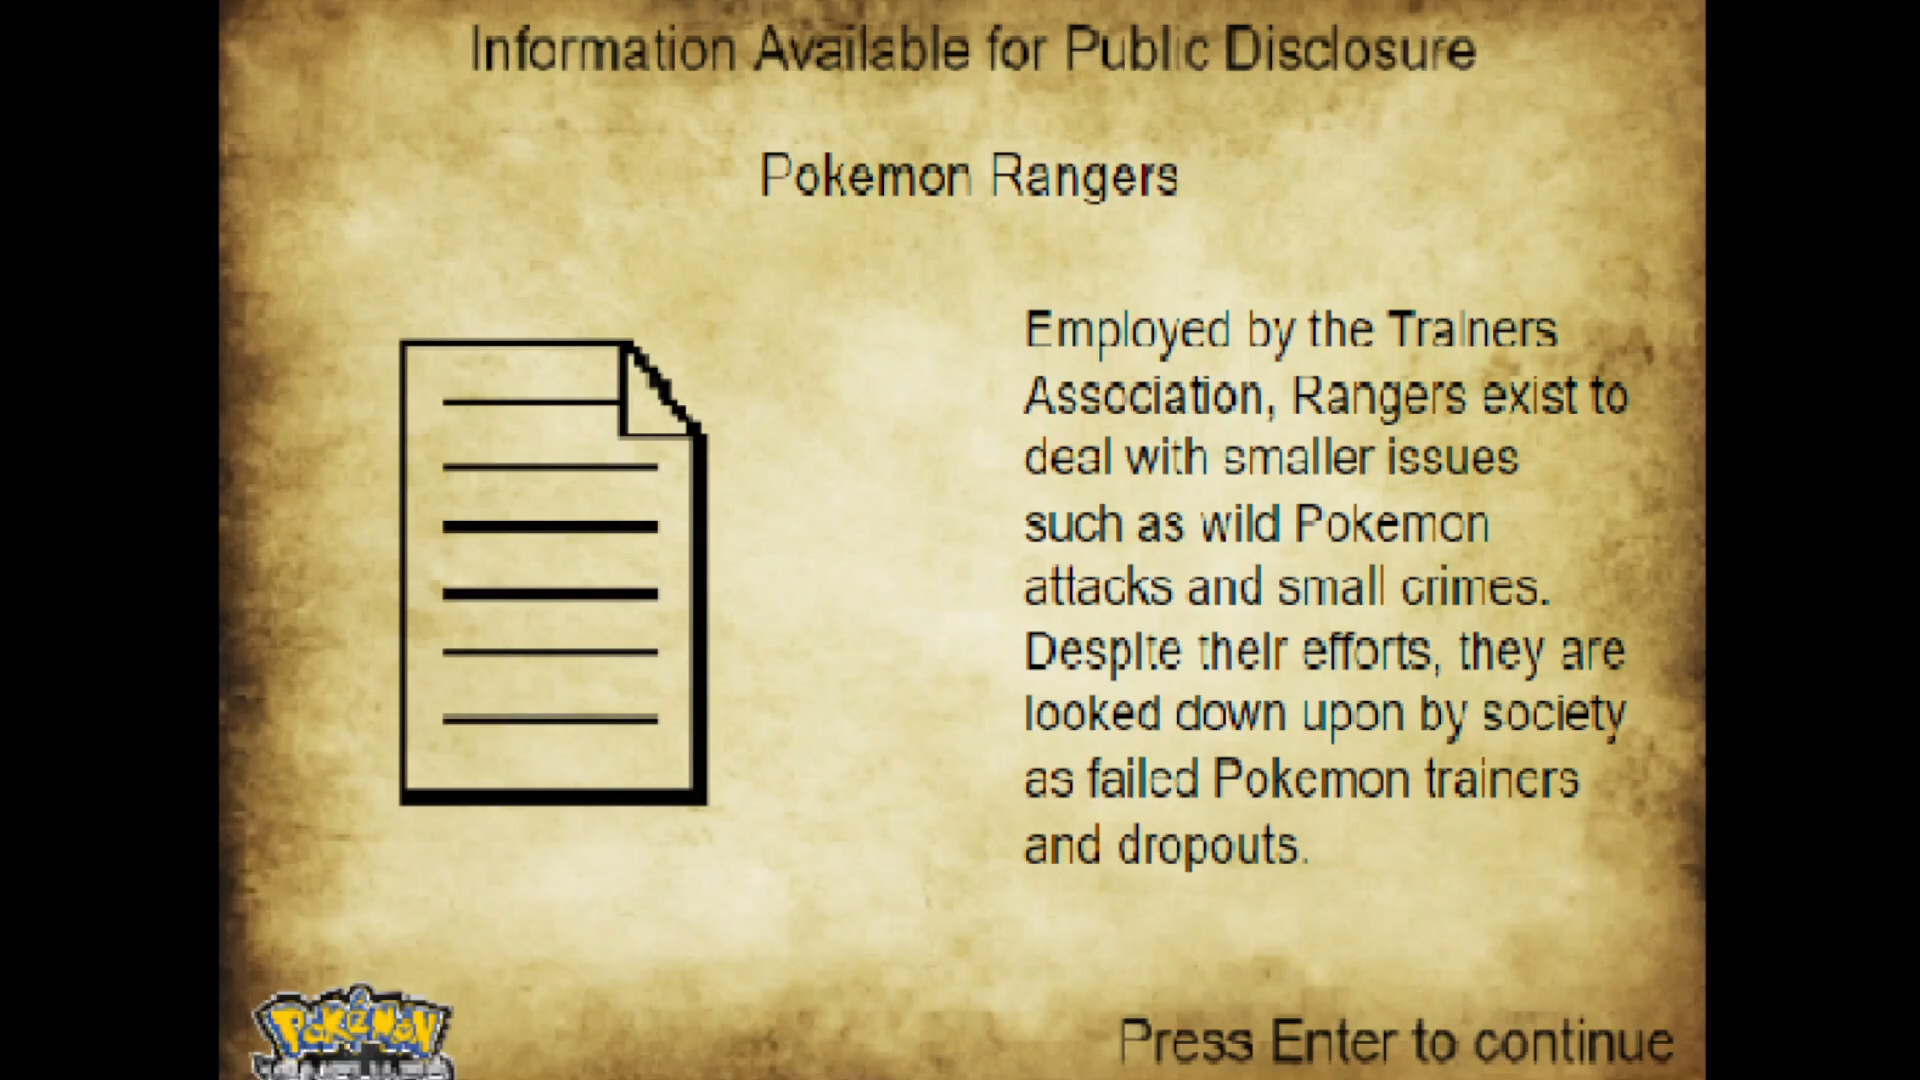 Information Available for Public Disclosure
Pokemon Rangers
Employed by the Trainers
Association, Rangers exist to
deal with smaller issues
such as wild Pokemon
attacks and small crimes.
Despite their efforts, they are
looked down upon by society
as failed Pokemon trainers
and dropouts.
Pokémon
Press Enter to continue